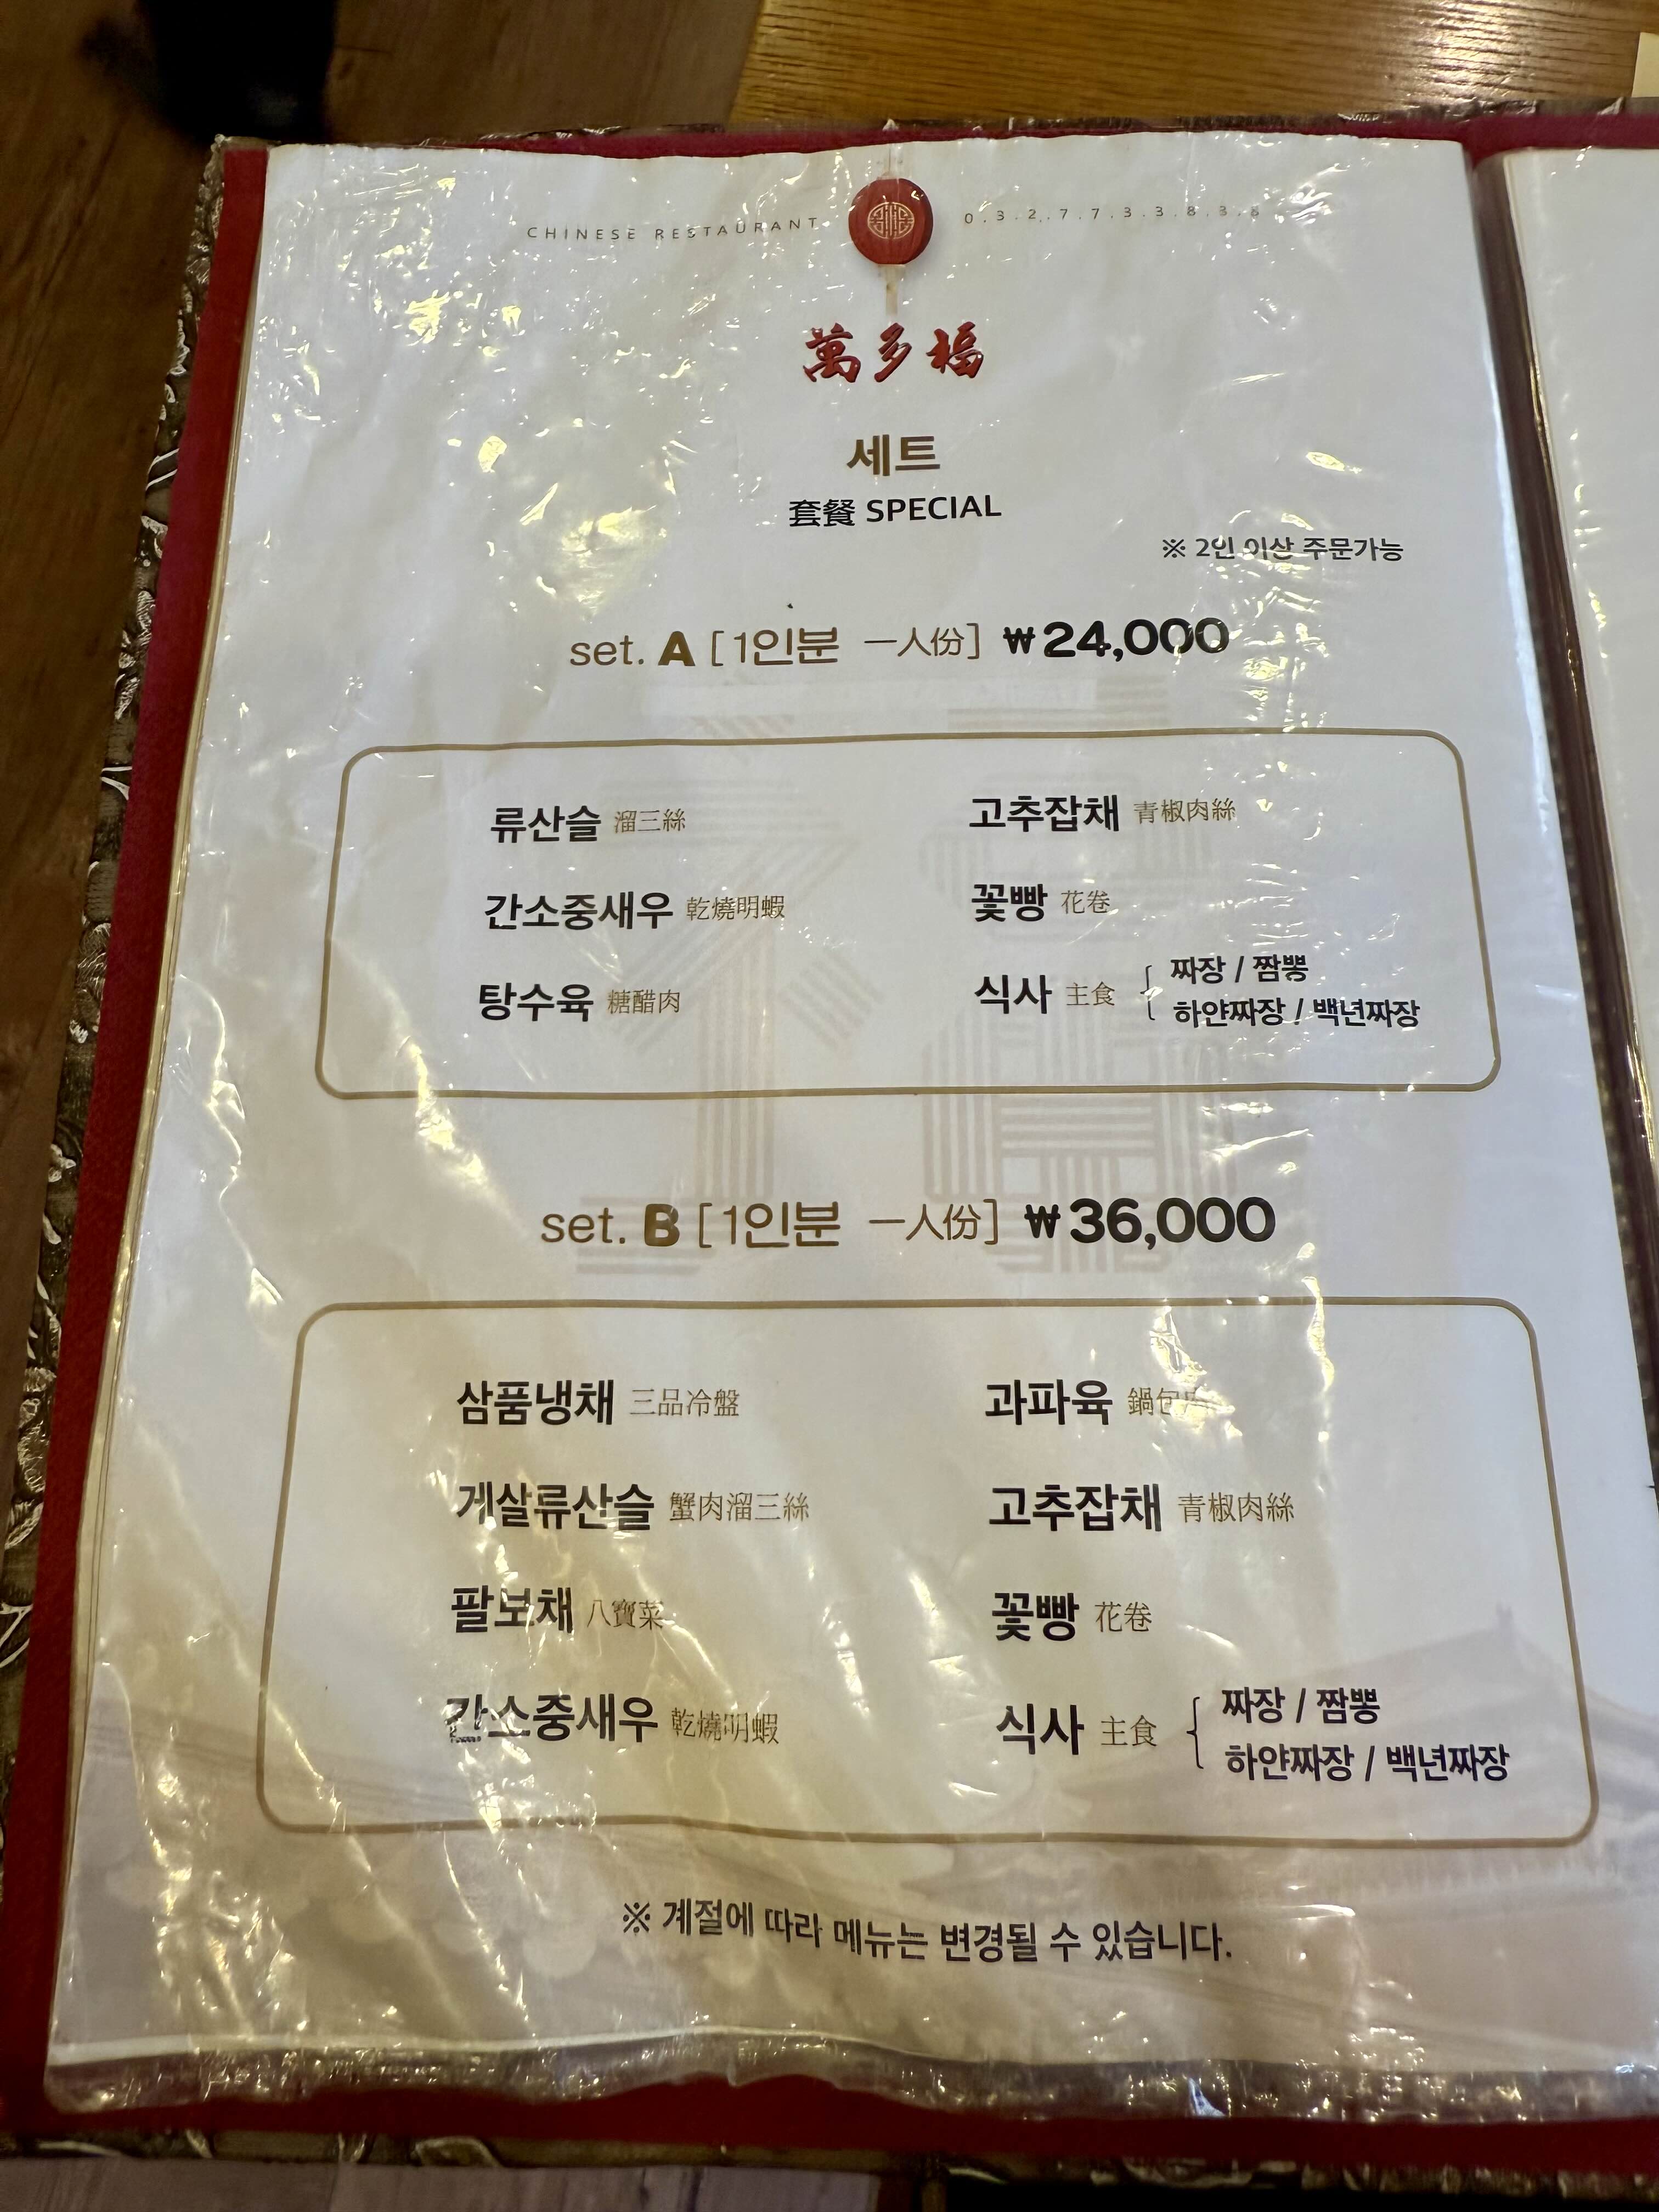 CHINESE RESTAURANT 0.3.2.7.7.3.3.8.3.8
萬多福
세트
套餐 SPECIAL
※ 2인 이상 주문가능
set. A [1인분 一人份] ₩24,000
류산슬 溜三絲
고추잡채 青椒肉絲
간소중새우 乾燒明蝦
꽃빵 花卷
탕수육 糖醋肉
식사 主食
짜장 / 짬뽕
하얀짜장 / 백년짜장
set. B [1인분 一人份] ₩36,000
삼품냉채 三品冷盤
과파육 鍋包
게살류산슬 蟹肉溜三絲
고추잡채 青椒肉絲
팔보채 八寶菜
꽃빵 花卷
간소중새우 乾燒明蝦
식사 主食
짜장 / 짬뽕
하얀짜장 / 백년짜장
※ 계절에 따라 메뉴는 변경될 수 있습니다.